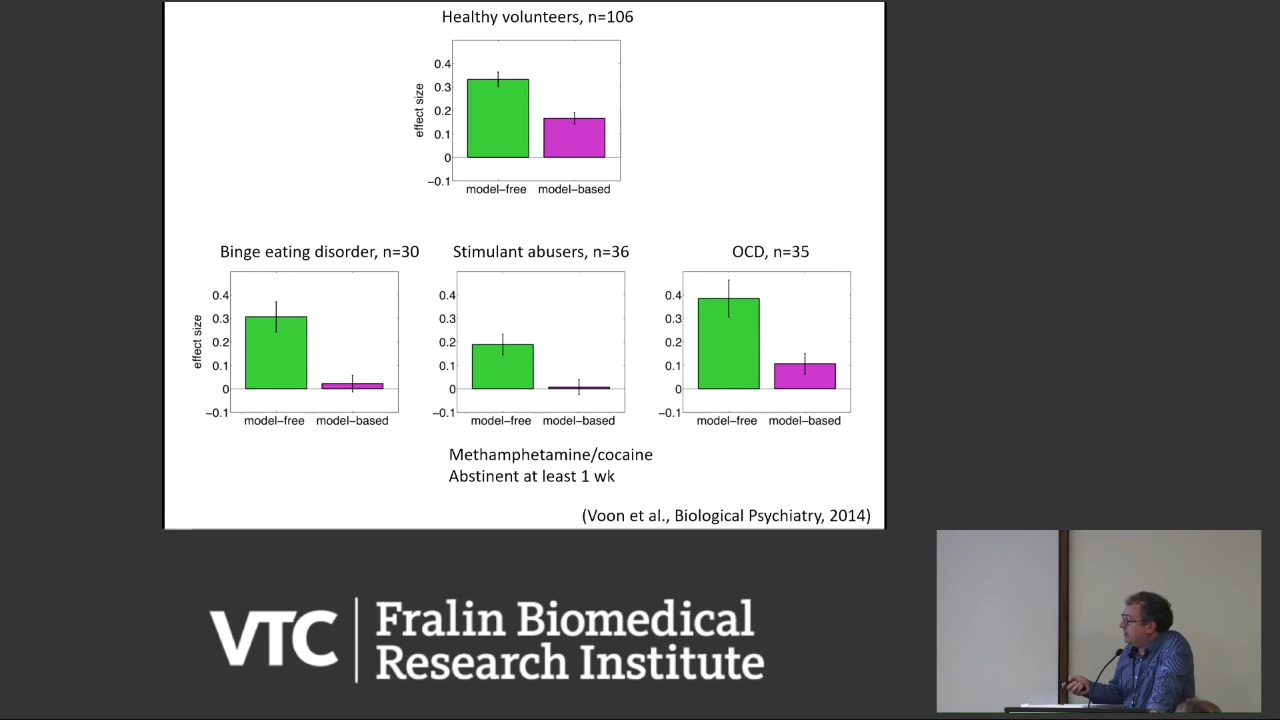 Healthy volunteers, n=106
effect size
0.4
0.3
0.2
0.1
0
−0.1
model−free model−based
Binge eating disorder, n=30
effect size
0.4
0.3
0.2
0.1
0
−0.1
model−free model−based
Stimulant abusers, n=36
0.4
0.3
0.2
0.1
0
−0.1
model−free model−based
OCD, n=35
0.4
0.3
0.2
0.1
0
−0.1
model−free model−based
Methamphetamine/cocaine
Abstinent at least 1 wk
(Voon et al., Biological Psychiatry, 2014)
VTC
Fralin Biomedical
Research Institute